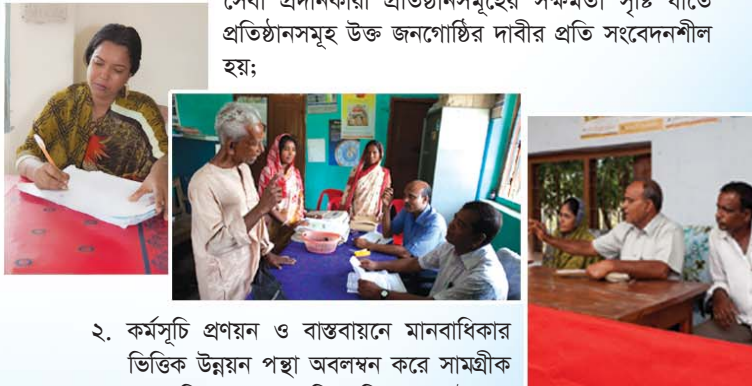 সেবা প্রদানকারী প্রতিষ্ঠানসমূহের সক্ষমতা সৃষ্টি যাতে
প্রতিষ্ঠানসমূহ উক্ত জনগোষ্ঠির দাবীর প্রতি সংবেদনশীল
হয়;
২. কর্মসূচি প্রণয়ন ও বাস্তবায়নে মানবাধিকার
ভিত্তিক উন্নয়ন পন্থা অবলম্বন করে সামগ্রীক